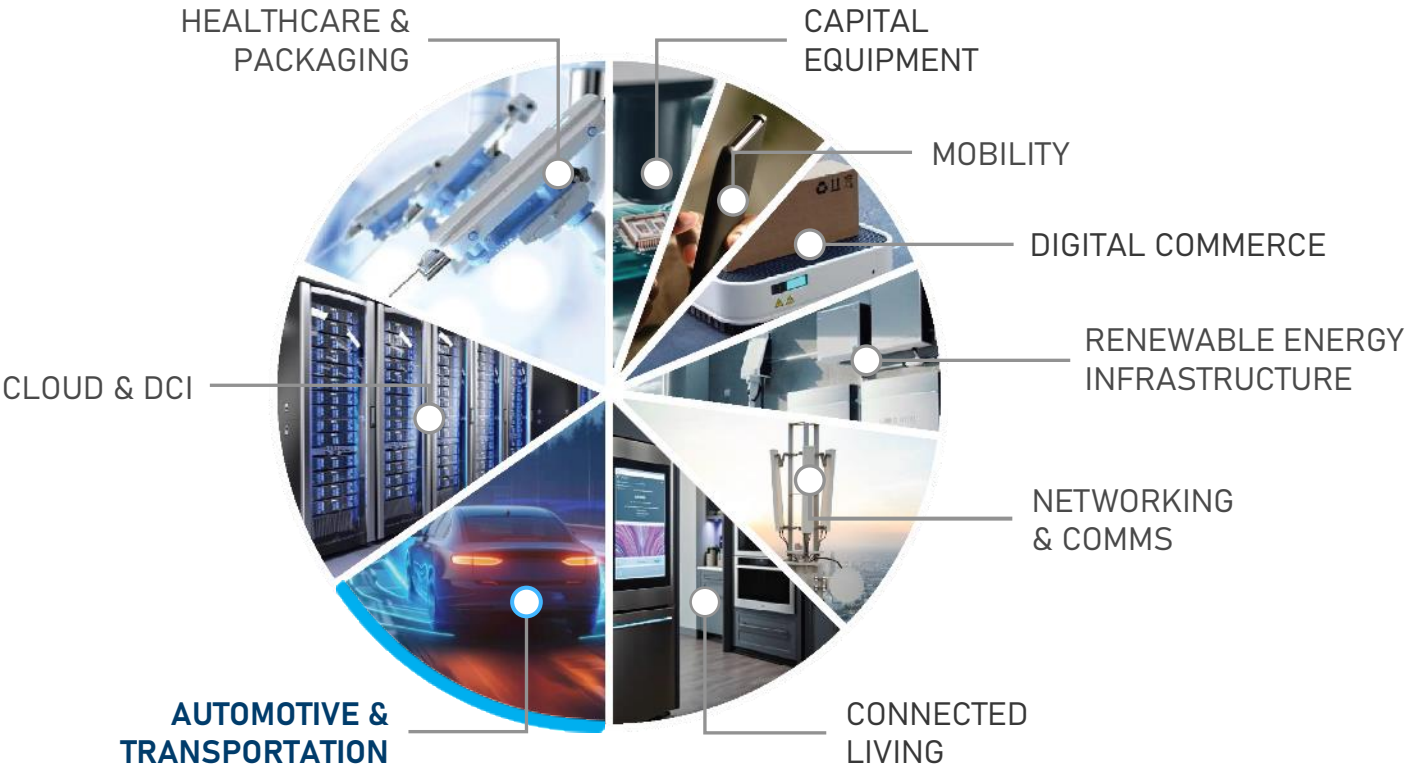 HEALTHCARE &
PACKAGING
CAPITAL
EQUIPMENT
MOBILITY
DIGITAL COMMERCE
RENEWABLE ENERGY
INFRASTRUCTURE
CLOUD & DCI
NETWORKING
& COMMS
AUTOMOTIVE &
TRANSPORTATION
CONNECTED
LIVING